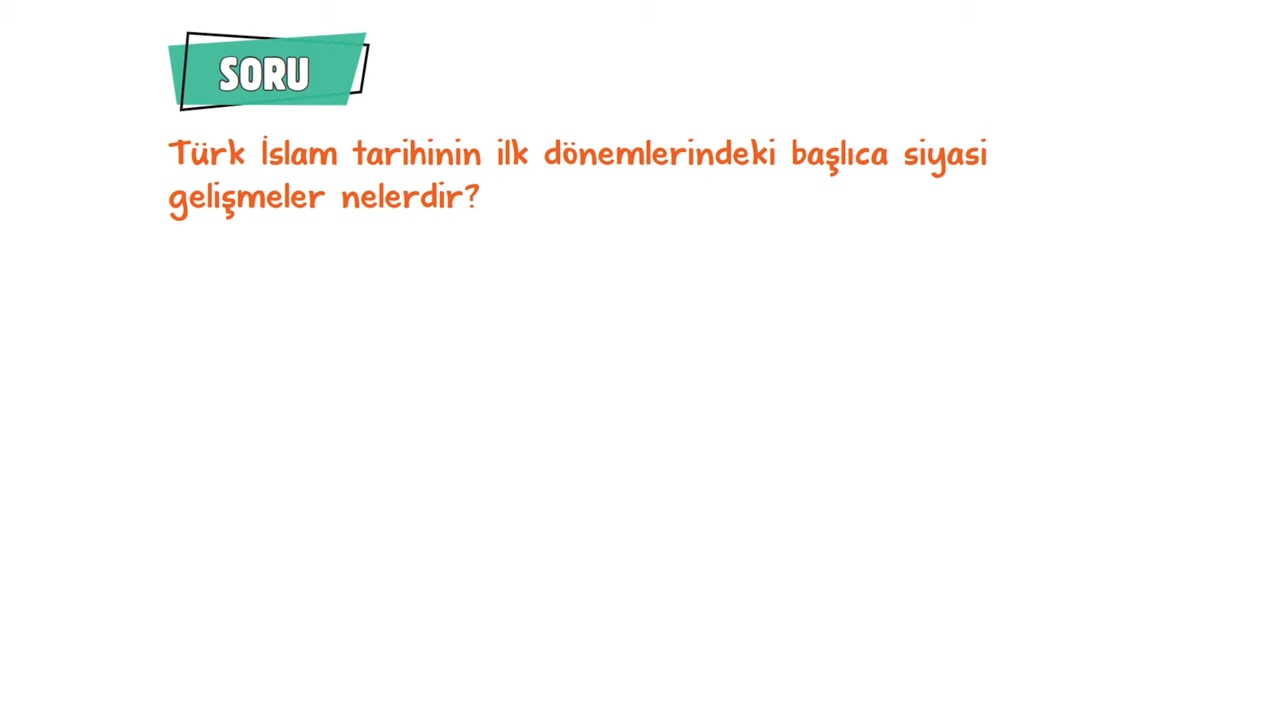 SORU
Türk İslam tarihinin ilk dönemlerindeki başlıca siyasi
gelişmeler nelerdir?